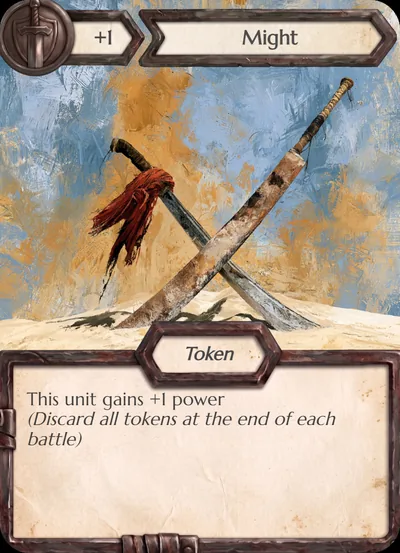 +1
Might
Token
This unit gains +1 power
(Discard all tokens at the end of each
battle)